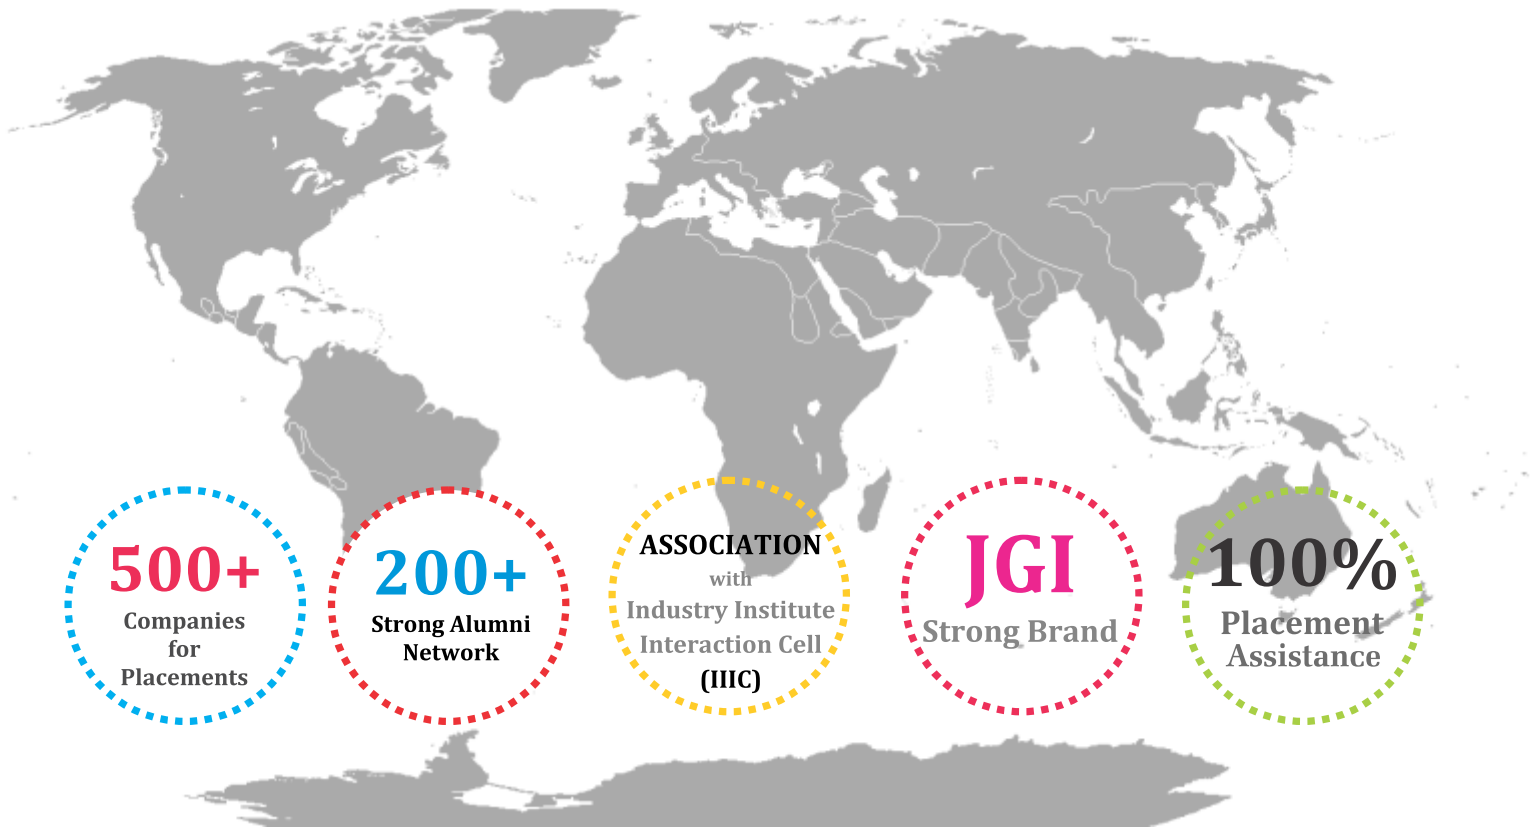 500+
Companies
for
Placements
200+
Strong Alumni
Network
ASSOCIATION
with
Industry Institute
Interaction Cell
(IIIC)
JGI
Strong Brand
100%
Placement
Assistance